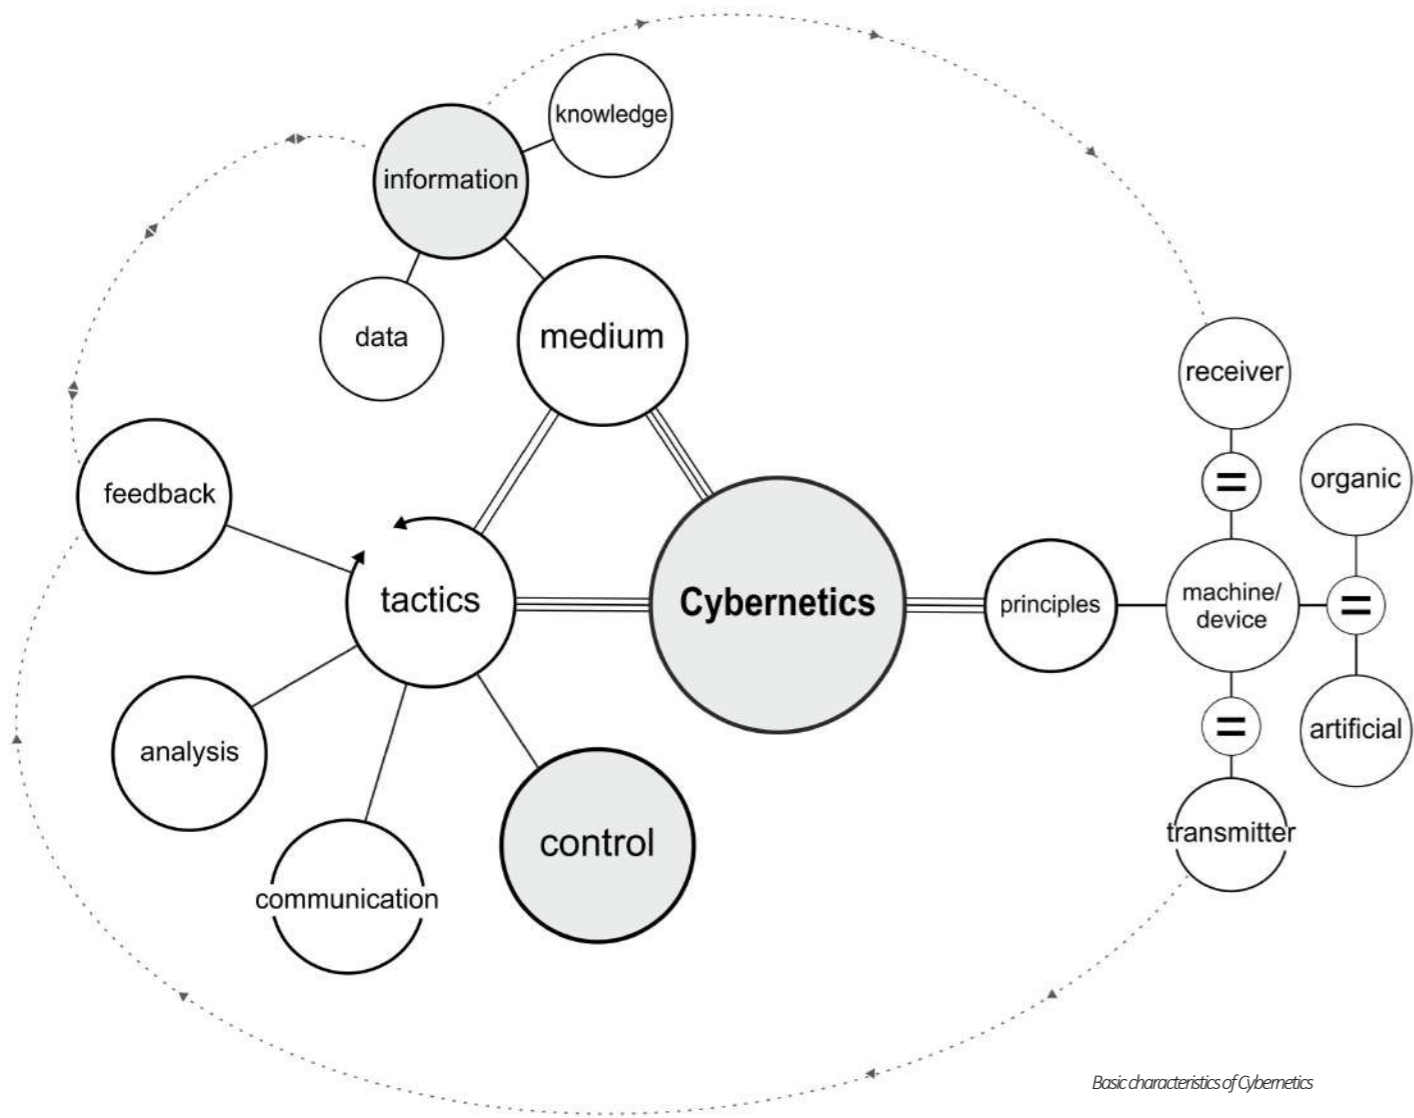 knowledge
information
medium
data
receiver
=
organic
feedback
tactics
Cybernetics
principles
machine/
device
=
analysis
=
artificial
control
transmitter
communication
Basic characteristics of Cybernetics